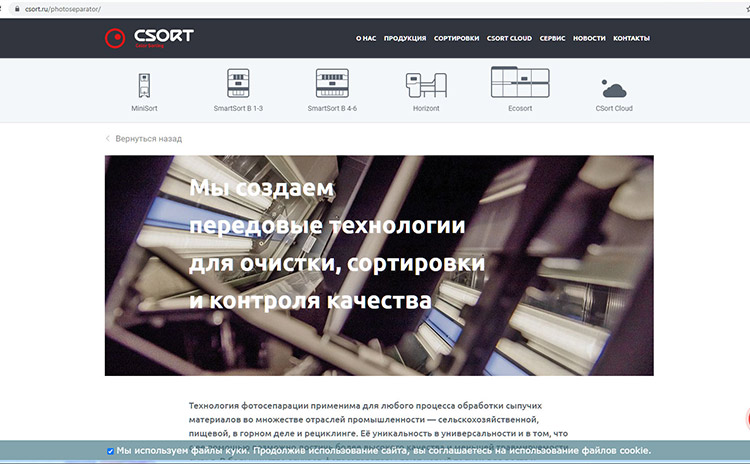 csort.ru/photoseparator/
CSORT
О НАС ПРОДУКЦИЯ СОРТИРОВКИ CSORT CLOUD СЕРВИС НОВОСТИ КОНТАКТЫ
MiniSort SmartSort B 1-3 SmartSort B 4-6 Horizont Ecosort CSort Cloud
Вернуться назад
Мы создаем
передовые технологии
для очистки, сортировки
и контроля качества
Технология фотосепарации применима для любого процесса обработки сыпучих
материалов во множестве отраслей промышленности — сельскохозяйственной,
пищевой, в горном деле и рециклинге. Её уникальность в универсальности и в том, что
Мы используем файлы куки. Продолжив использование сайта, вы соглашаетесь на использование файлов cookie.